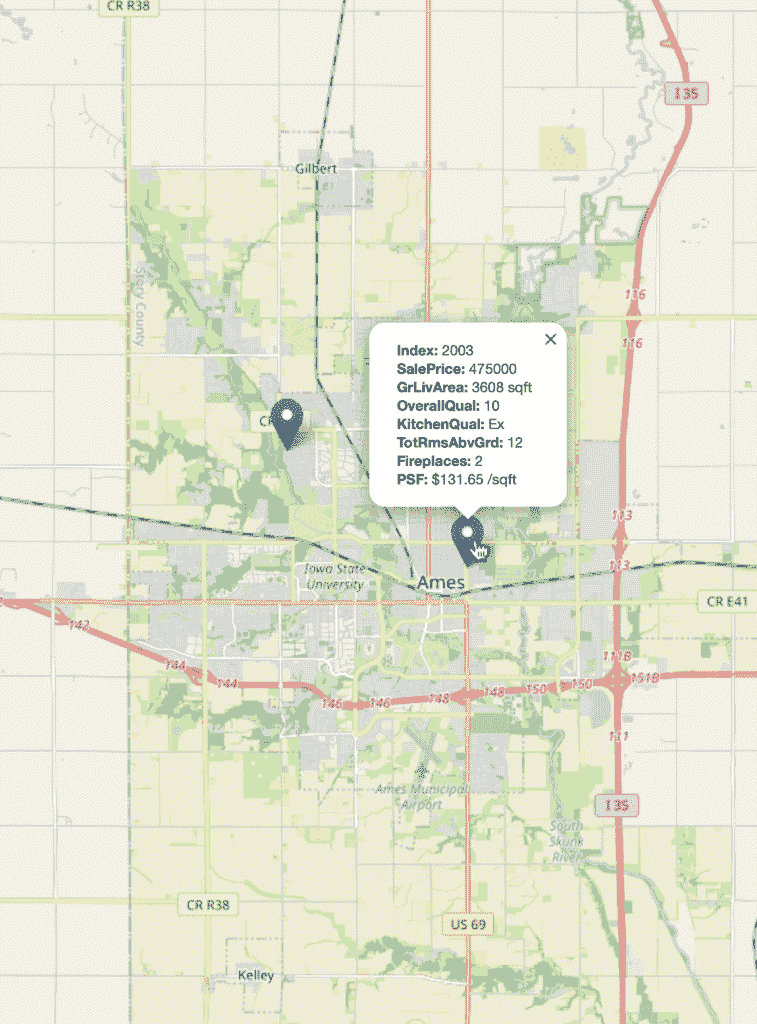 CR R38
I 35
Gilbert
Story County
116
116
Index: 2003
SalePrice: 475000
GrLivArea: 3608 sqft
OverallQual: 10
KitchenQual: Ex
TotRmsAbvGrd: 12
Fireplaces: 2
PSF: $131.65 /sqft
113
113
Iowa State
University
Ames
CR E41
142
144
144
146
146
148
148
150
150
111B
151B
111
Ames Municipal
Airport
I 35
South
Skunk
River
CR R38
US 69
Kelley